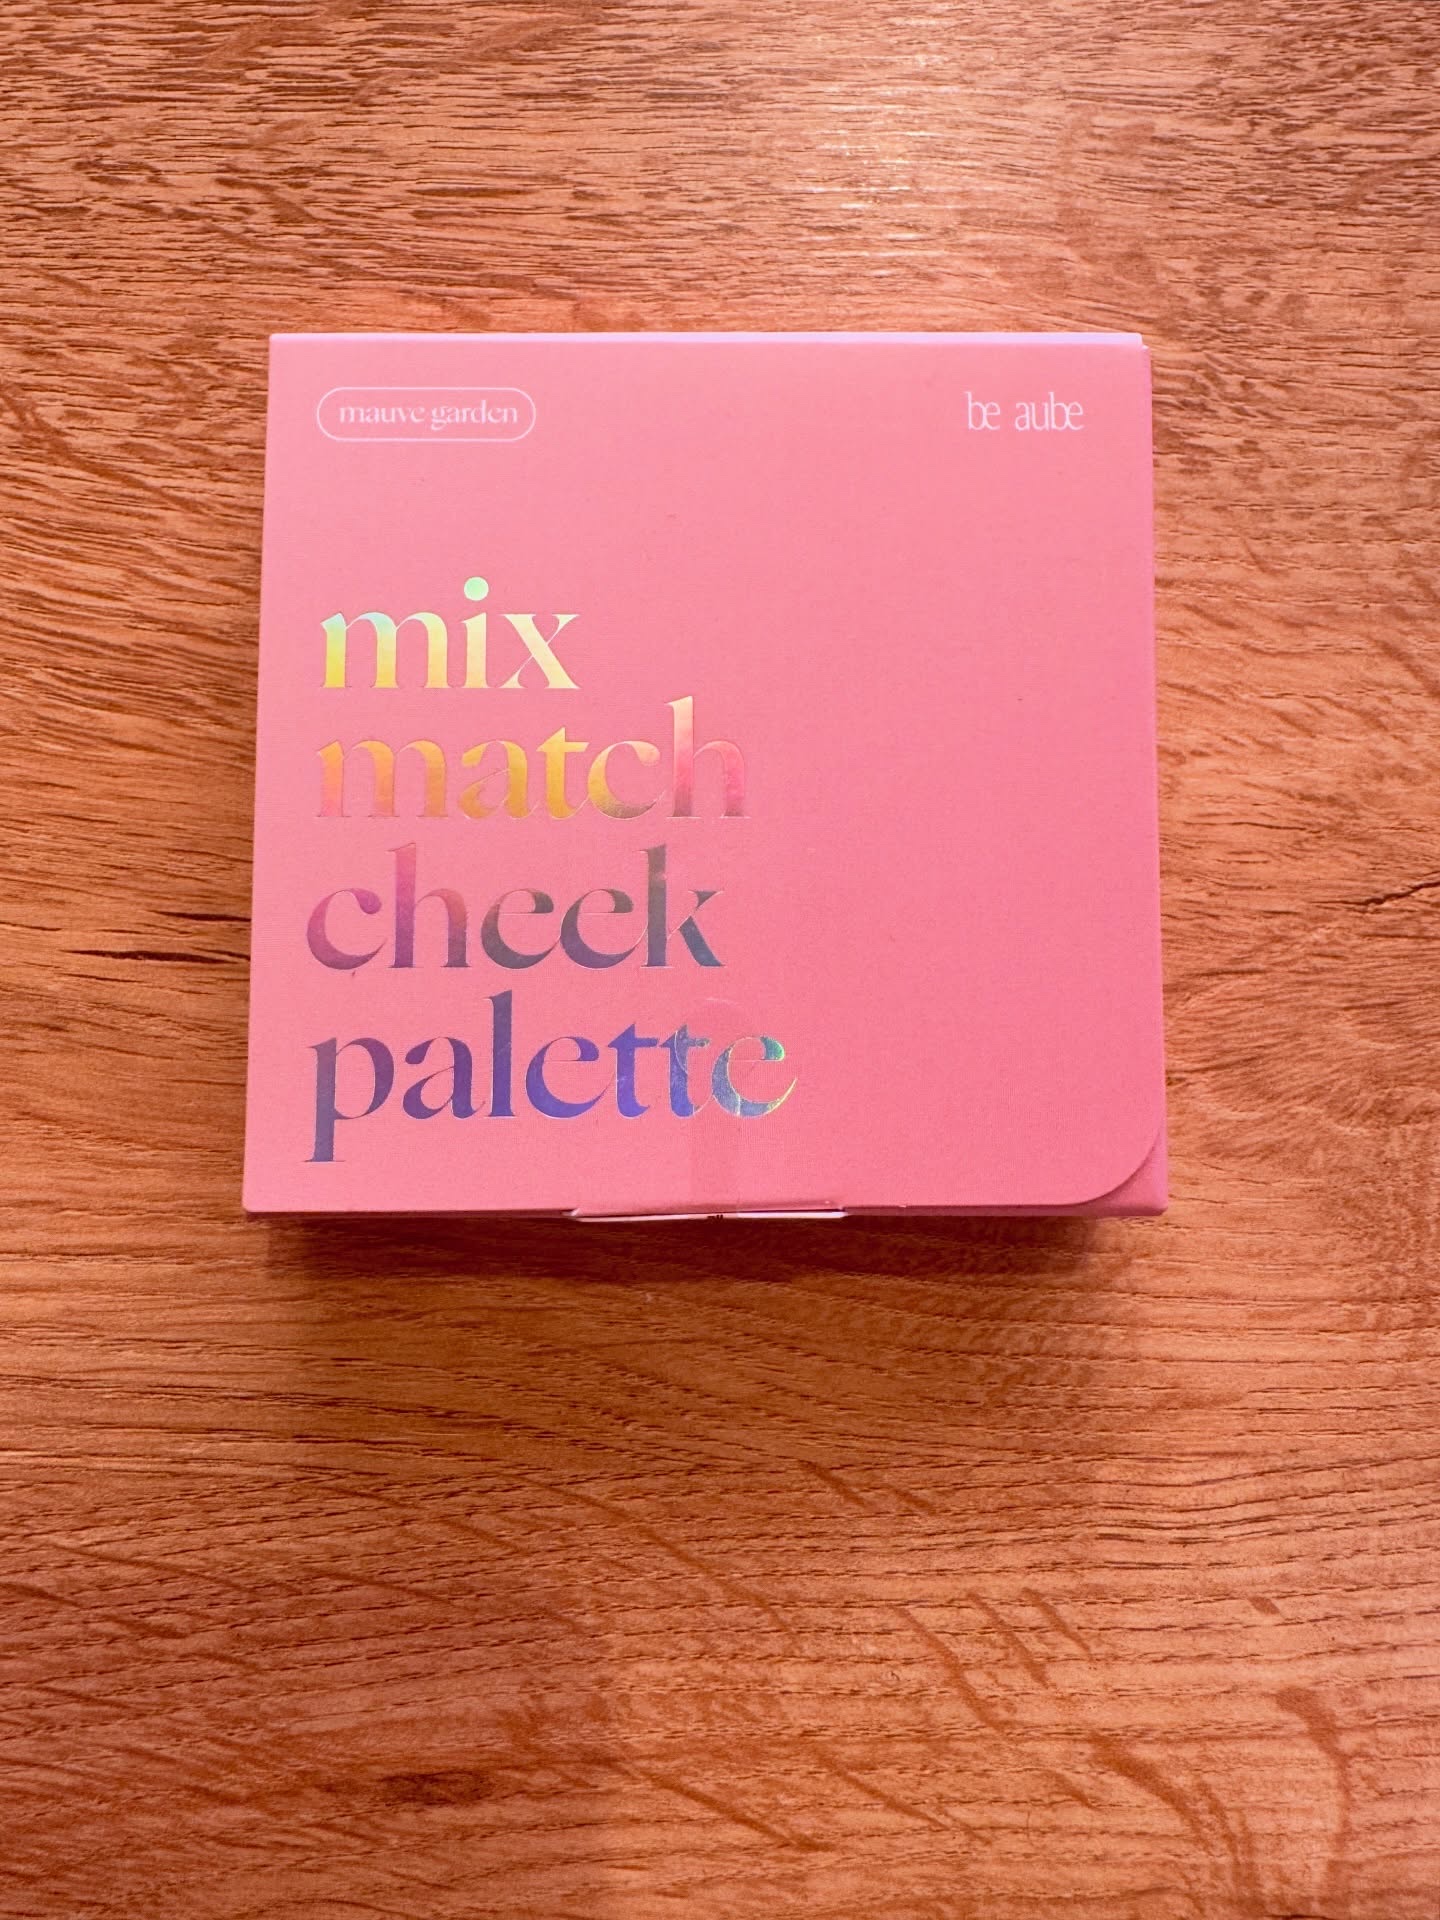 mauve garden
be aube
mix
match
cheek
palette